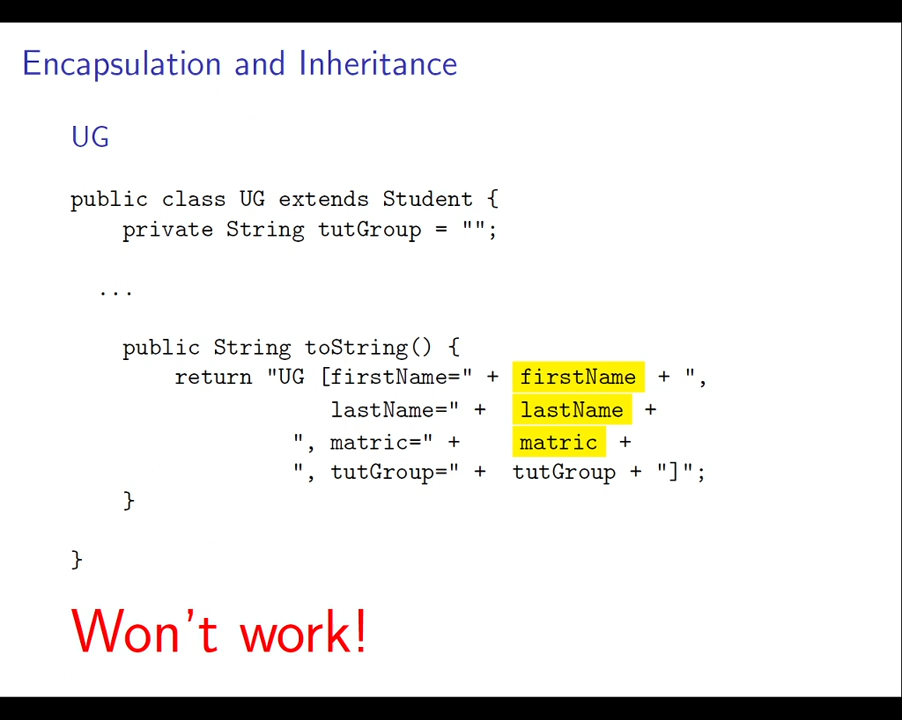 Encapsulation and Inheritance
UG
public class UG extends Student {
private String tutGroup = "";
...
public String toString() {
return "UG [firstName=" + firstName + ",
lastName=" + lastName +
", matric=" + matric +
", tutGroup=" + tutGroup + "]";
}
}
Won't work!